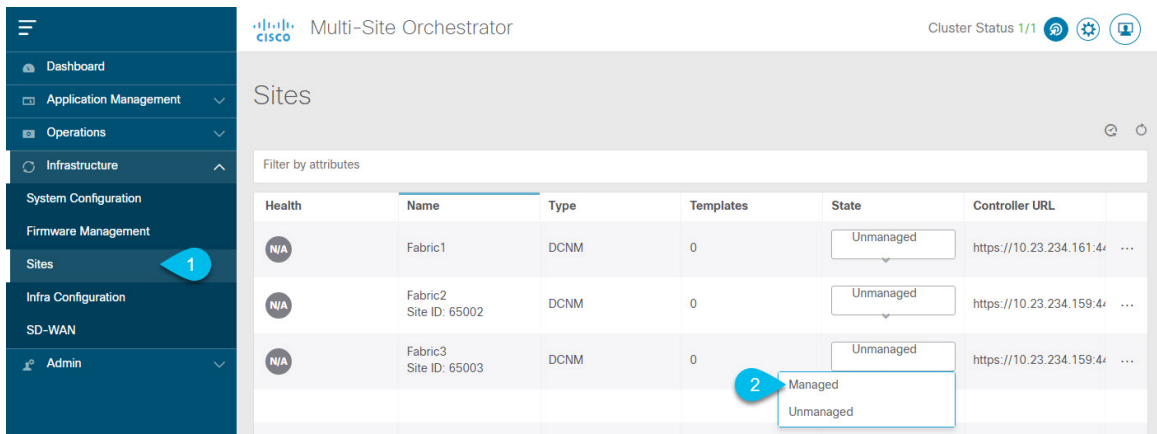 CISCO Multi-Site Orchestrator
Cluster Status 1/1
Dashboard
Application Management
Operations
Infrastructure
System Configuration
Firmware Management
Sites
1
Infra Configuration
SD-WAN
Admin
Sites
Filter by attributes
Health Name Type Templates State Controller URL
N/A Fabric1 DCNM 0 Unmanaged https://10.23.234.161:44 ...
N/A Fabric2 DCNM 0 Unmanaged https://10.23.234.159:44 ...
Site ID: 65002
N/A Fabric3 DCNM 0 Unmanaged https://10.23.234.159:44 ...
Site ID: 65003
2 Managed
Unmanaged